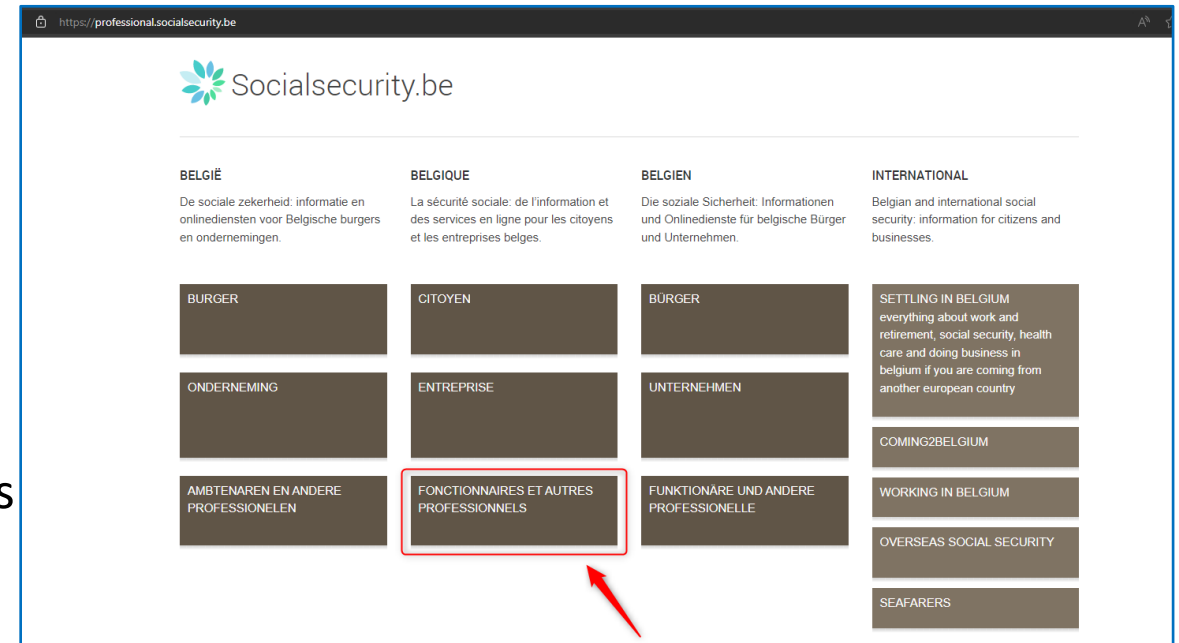 https://professional.socialsecurity.be
A
Socialsecurity.be
BELGIË
De sociale zekerheid: informatie en
onlinediensten voor Belgische burgers
en ondernemingen.
BELGIQUE
La sécurité sociale: de l'information et
des services en ligne pour les citoyens
et les entreprises belges.
BELGIEN
Die soziale Sicherheit: Informationen
und Onlinedienste für belgische Bürger
und Unternehmen.
INTERNATIONAL
Belgian and international social
security: information for citizens and
businesses.
BURGER
CITOYEN
BÜRGER
SETTLING IN BELGIUM
everything about work and
retirement, social security, health
care and doing business in
belgium if you are coming from
another european country
ONDERNEMING
ENTREPRISE
UNTERNEHMEN
COMING2BELGIUM
s
AMBTENAREN EN ANDERE
PROFESSIONELEN
FONCTIONNAIRES ET AUTRES
PROFESSIONNELS
FUNKTIONÄRE UND ANDERE
PROFESSIONELLE
WORKING IN BELGIUM
OVERSEAS SOCIAL SECURITY
SEAFARERS